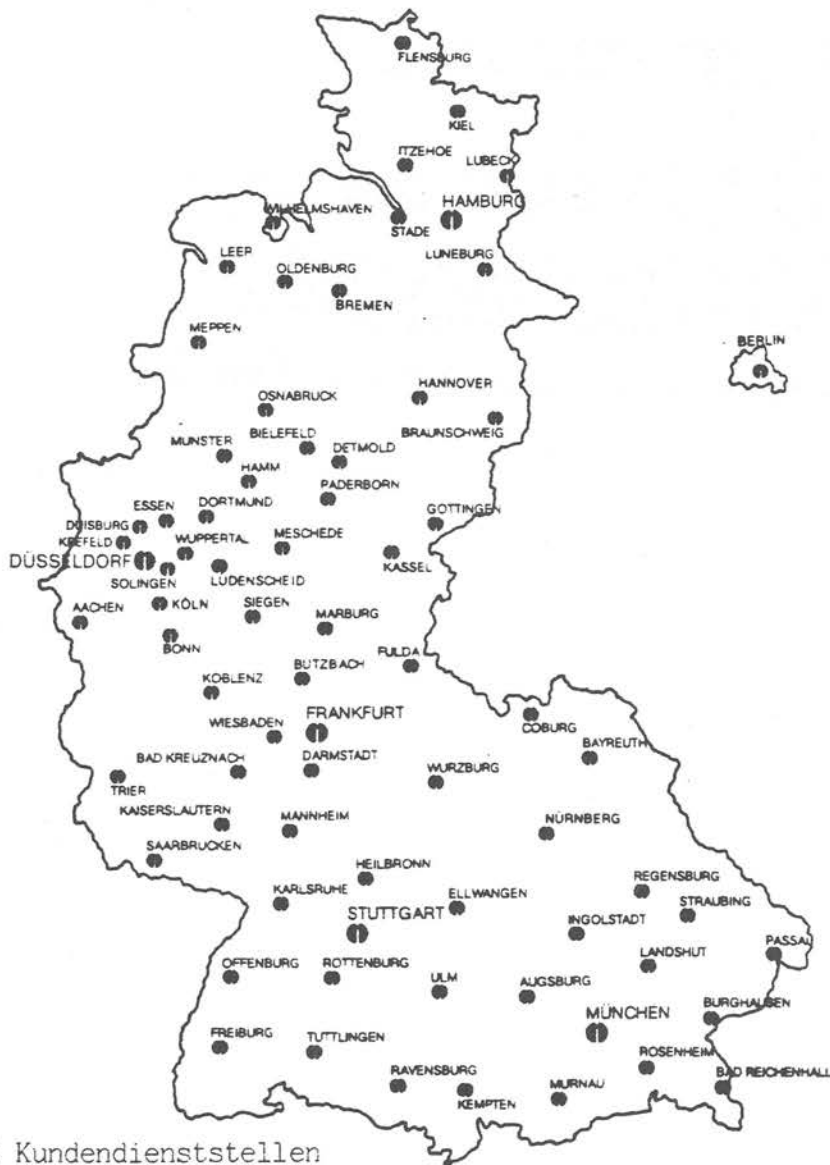 FLENSBURG
KIEL
ITZEHOE
LUBECK
WILHELMSHAVEN
HAMBURG
STADE
LEER
LUNEBURG
OLDENBURG
BREMEN
MEPPEN
BERLIN
HANNOVER
OSNABRUCK
BRAUNSCHWEIG
BIELEFELD
MUNSTER
DETMOLD
HAMM
PADERBORN
ESSEN
DORTMUND
GOTTINGEN
DUISBURG
KREFELD
WUPPERTAL
MESCHEDE
DÜSSELDORF
KASSEL
SOLINGEN
LUDENSCHEID
AACHEN
KÖLN
SIEGEN
MARBURG
BONN
FULDA
KOBLENZ
BUTZBACH
FRANKFURT
WIESBADEN
COBURG
BAYREUTH
BAD KREUZNACH
DARMSTADT
WURZBURG
TRIER
KAISERSLAUTERN
MANNHEIM
NÜRNBERG
SAARBRUCKEN
HEILBRONN
KARLSRUHE
ELLWANGEN
REGENSBURG
STRAUBING
STUTTGART
INGOLSTADT
PASSAU
LANDSHUT
OFFENBURG
ROTTENBURG
ULM
AUGSBURG
MÜNCHEN
BURGHAUSEN
FREIBURG
TUTTLINGEN
ROSENHEIM
RAVENSBURG
KEMPTEN
MURNAU
BAD REICHENHALL
Kundendienststellen